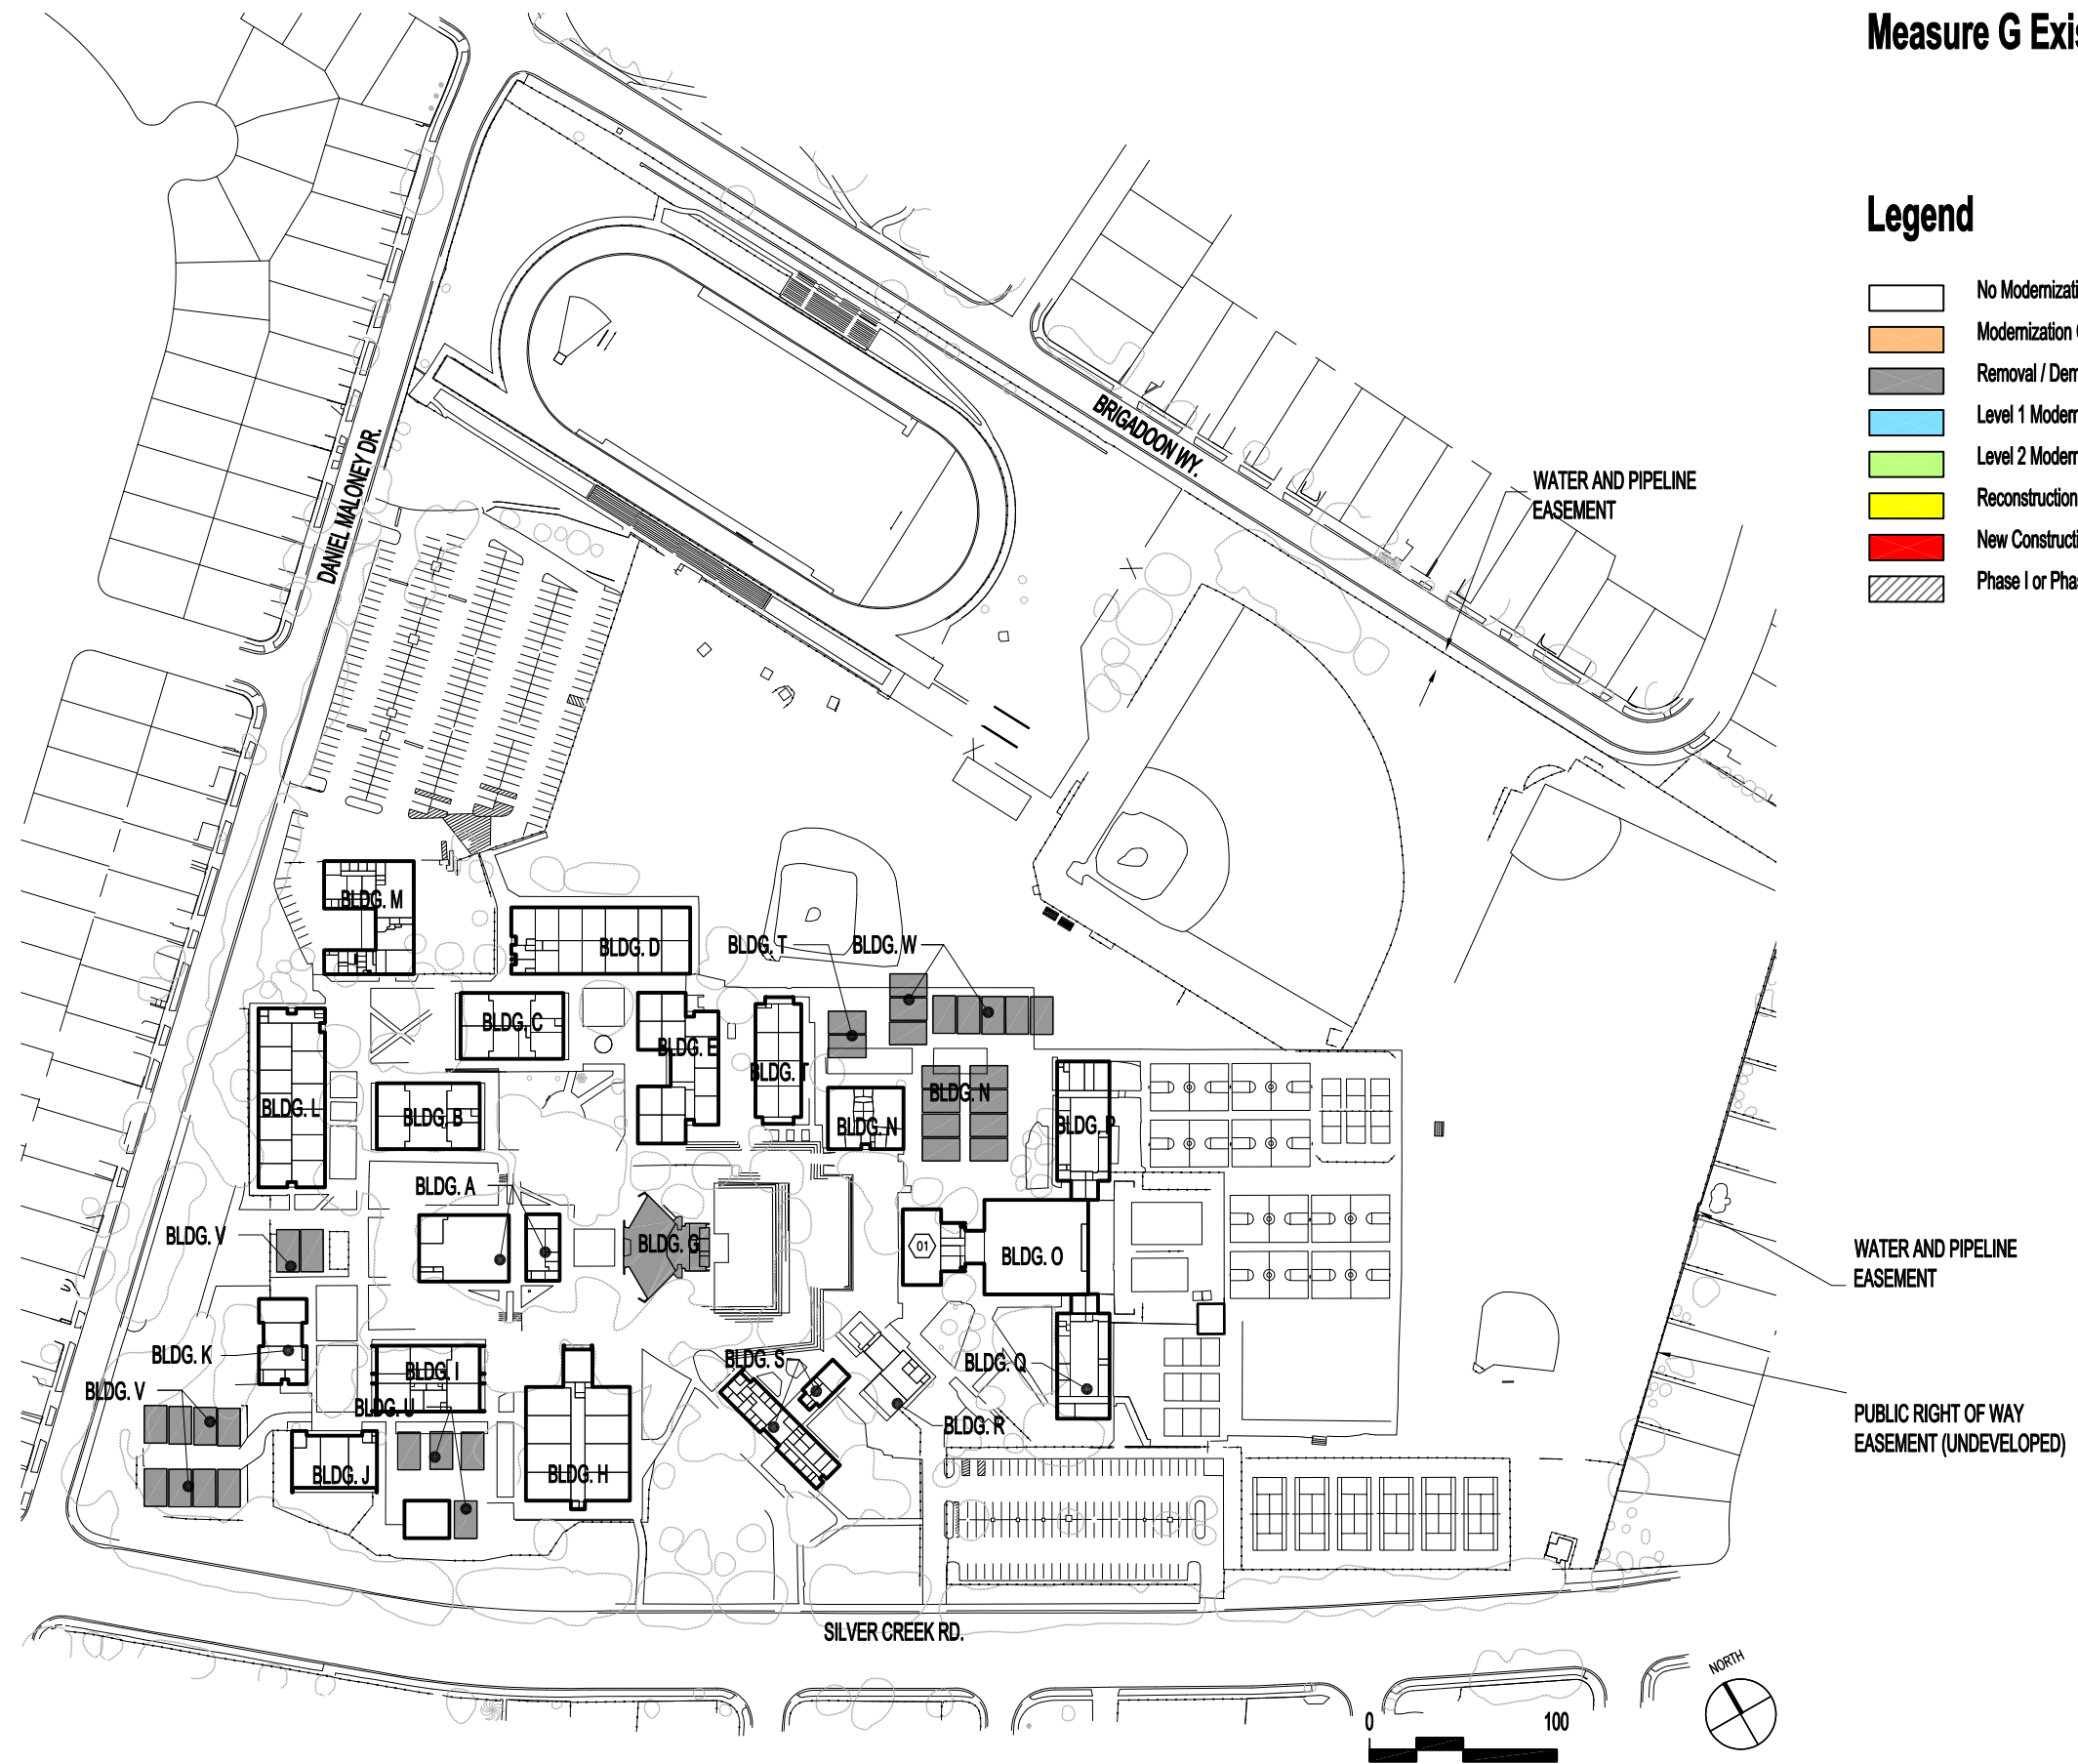 Measure G Exis
Legend
No Modernizati
Modernization
Removal / Dem
Level 1 Modern
Level 2 Modern
Reconstruction
New Constructi
Phase I or Phas
BRIGADOON WY.
DANIEL MALONEY DR.
WATER AND PIPELINE
EASEMENT
BLDG. M
BLDG. D
BLDG. T
BLDG. W
BLDG. C
BLDG. E
BLDG. T
BLDG. N
BLDG. L
BLDG. B
BLDG. N
BLDG. P
BLDG. A
BLDG. V
BLDG. G
01
BLDG. O
WATER AND PIPELINE
EASEMENT
BLDG. K
BLDG. I
BLDG. S
BLDG. Q
BLDG. V
BLDG. U
BLDG. R
PUBLIC RIGHT OF WAY
EASEMENT (UNDEVELOPED)
BLDG. J
BLDG. H
SILVER CREEK RD.
NORTH
0
100